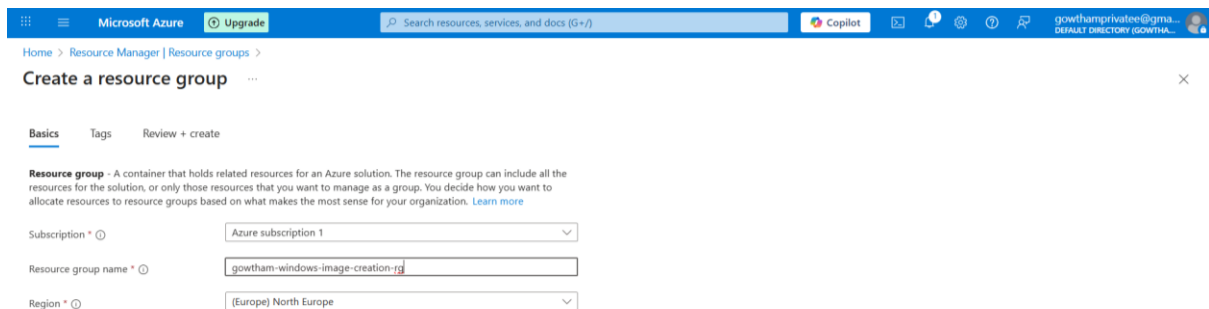 Microsoft Azure Upgrade Search resources, services, and docs (G+/) Copilot 1 gowthamprivatee@gma...
DEFAULT DIRECTORY (GOWTHA...
Home > Resource Manager | Resource groups >
Create a resource group ...
Basics Tags Review + create
Resource group - A container that holds related resources for an Azure solution. The resource group can include all the
resources for the solution, or only those resources that you want to manage as a group. You decide how you want to
allocate resources to resource groups based on what makes the most sense for your organization. Learn more
Subscription * Azure subscription 1
Resource group name * gowtham-windows-image-creation-rg
Region * (Europe) North Europe